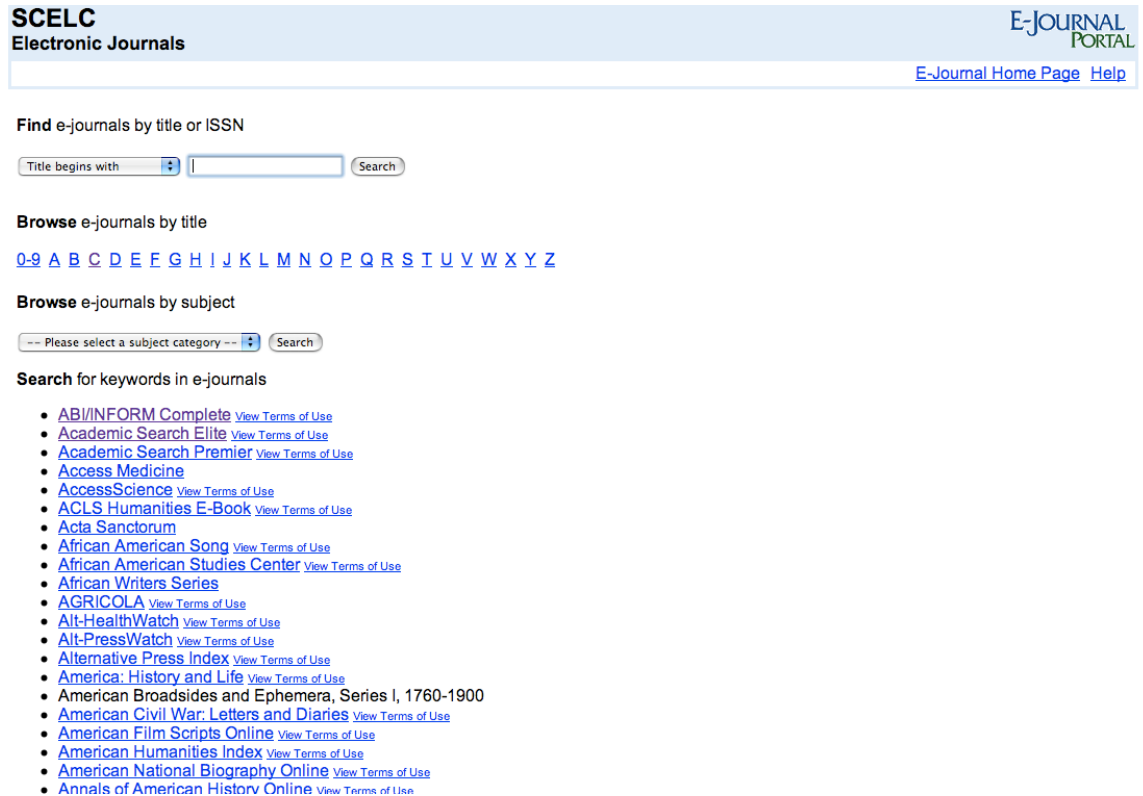 SCELC
Electronic Journals
E-JOURNAL
PORTAL
E-Journal Home Page Help
Find e-journals by title or ISSN
Title begins with Search
Browse e-journals by title
0-9 A B C D E F G H I J K L M N O P Q R S T U V W X Y Z
Browse e-journals by subject
-- Please select a subject category -- Search
Search for keywords in e-journals
ABI/INFORM Complete View Terms of Use
Academic Search Elite View Terms of Use
Academic Search Premier View Terms of Use
Access Medicine
AccessScience View Terms of Use
ACLS Humanities E-Book View Terms of Use
Acta Sanctorum
African American Song View Terms of Use
African American Studies Center View Terms of Use
African Writers Series
AGRICOLA View Terms of Use
Alt-HealthWatch View Terms of Use
Alt-PressWatch View Terms of Use
Alternative Press Index View Terms of Use
America: History and Life View Terms of Use
American Broadsides and Ephemera, Series I, 1760-1900
American Civil War: Letters and Diaries View Terms of Use
American Film Scripts Online View Terms of Use
American Humanities Index View Terms of Use
American National Biography Online View Terms of Use
Annals of American History Online View Terms of Use